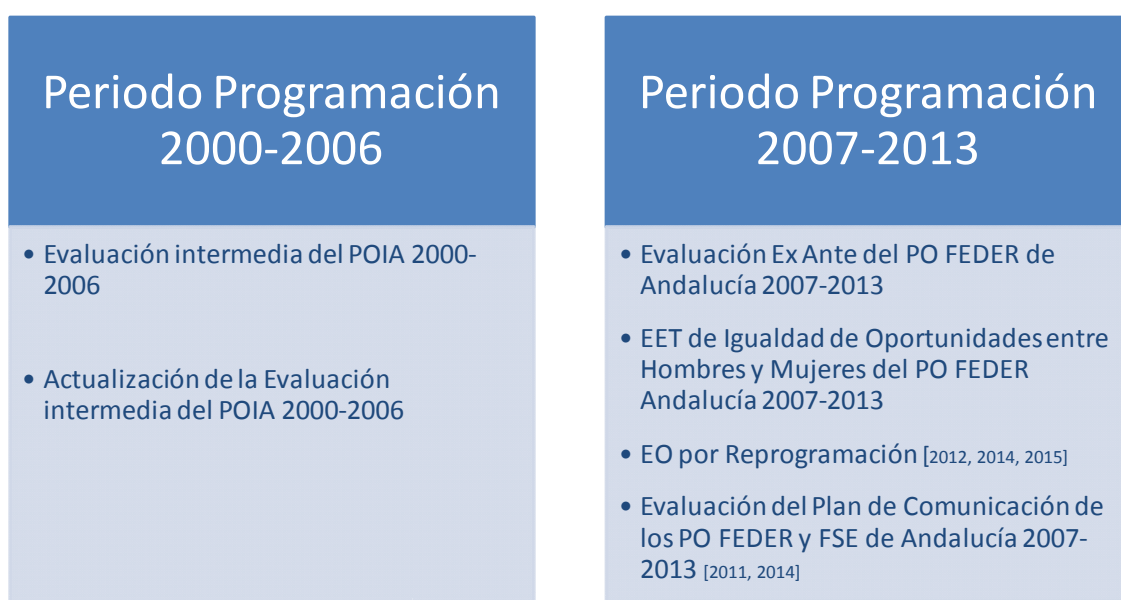 Periodo Programación
2000-2006
• Evaluación intermedia del POIA 2000-
2006
• Actualización de la Evaluación
intermedia del POIA 2000-2006
Periodo Programación
2007-2013
• Evaluación Ex Ante del PO FEDER de
Andalucía 2007-2013
• EET de Igualdad de Oportunidades entre
Hombres y Mujeres del PO FEDER
Andalucía 2007-2013
• EO por Reprogramación [2012, 2014, 2015]
• Evaluación del Plan de Comunicación de
los PO FEDER y FSE de Andalucía 2007-
2013 [2011, 2014]